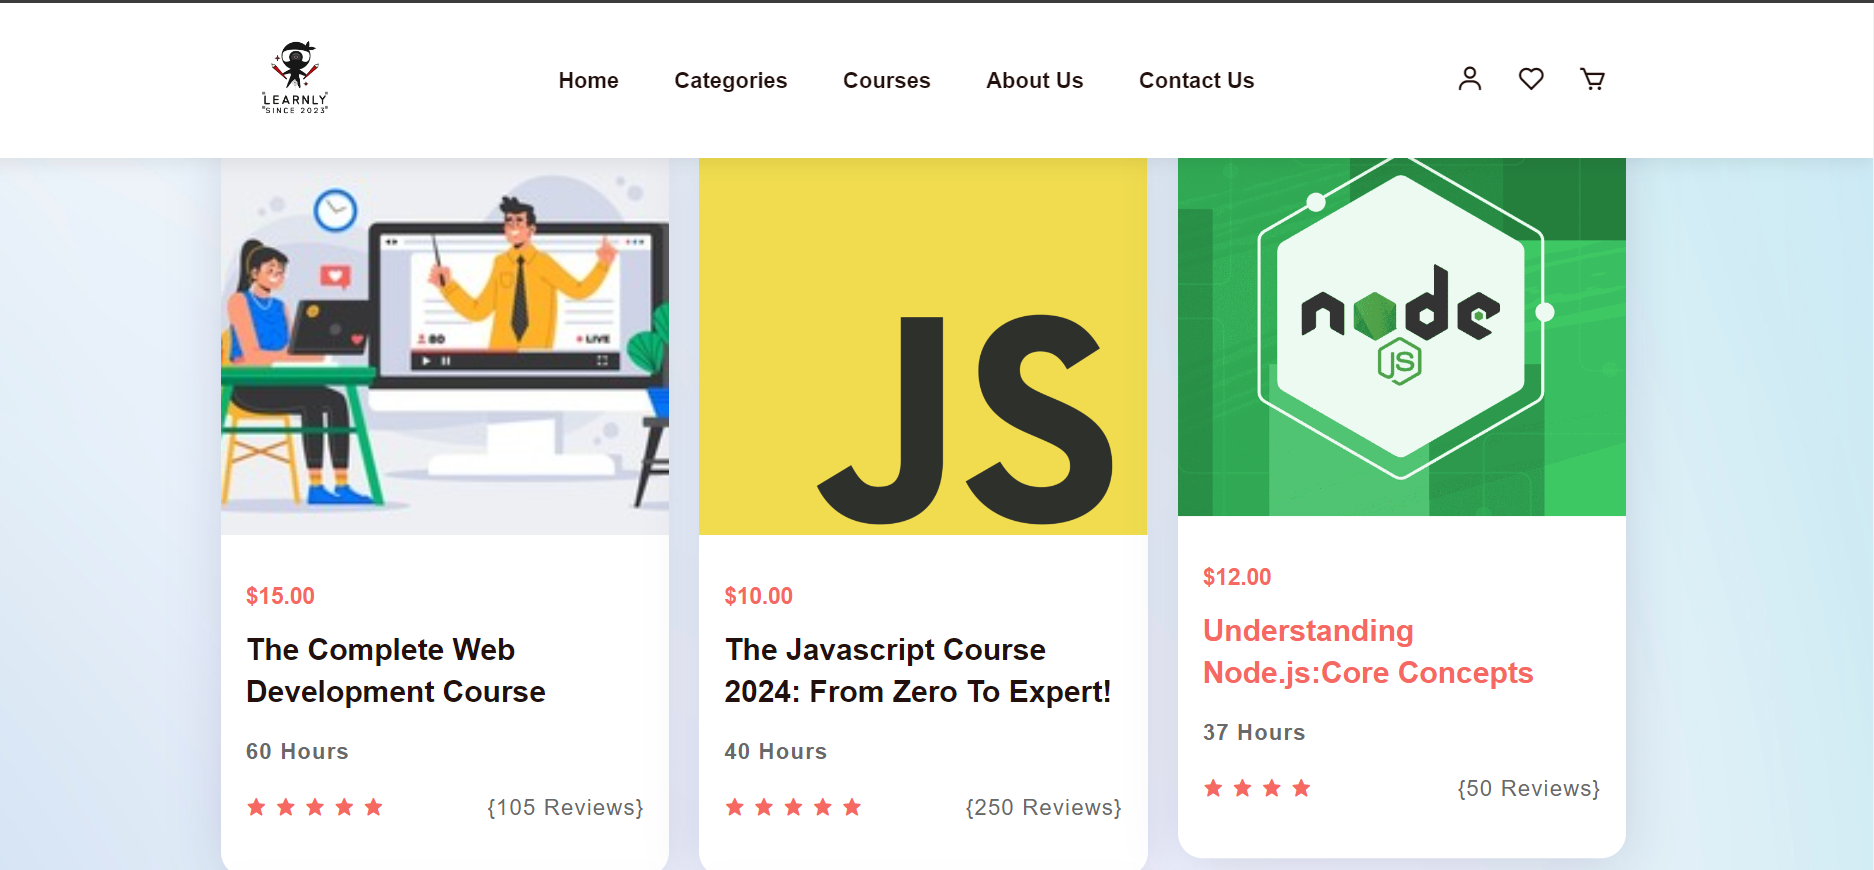 LEARNLY
SINCE 2023
Home
Categories
Courses
About Us
Contact Us
80
LIVE
JS
node
JS
$15.00
The Complete Web
Development Course
60 Hours
{105 Reviews}
$10.00
The Javascript Course
2024: From Zero To Expert!
40 Hours
{250 Reviews}
$12.00
Understanding
Node.js:Core Concepts
37 Hours
{50 Reviews}